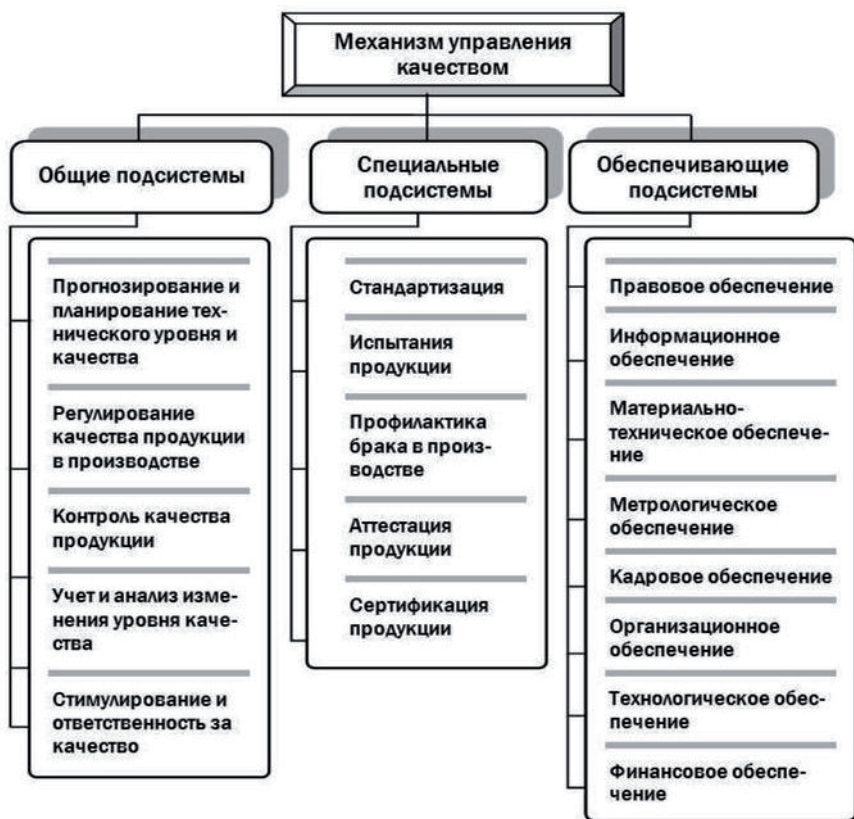 Механизм управления
качеством
Общие подсистемы
Прогнозирование и
планирование тех-
нического уровня и
качества
Регулирование
качества продукции
в производстве
Контроль качества
продукции
Учет и анализ изме-
нения уровня каче-
ства
Стимулирование и
ответственность за
качество
Специальные
подсистемы
Стандартизация
Испытания
продукции
Профилактика
брака в произ-
водстве
Аттестация
продукции
Сертификация
продукции
Обеспечивающие
подсистемы
Правовое обеспечение
Информационное
обеспечение
Материально-
техническое обеспече-
ние
Метрологическое
обеспечение
Кадровое обеспечение
Организационное
обеспечение
Технологическое обес-
печение
Финансовое обеспе-
чение